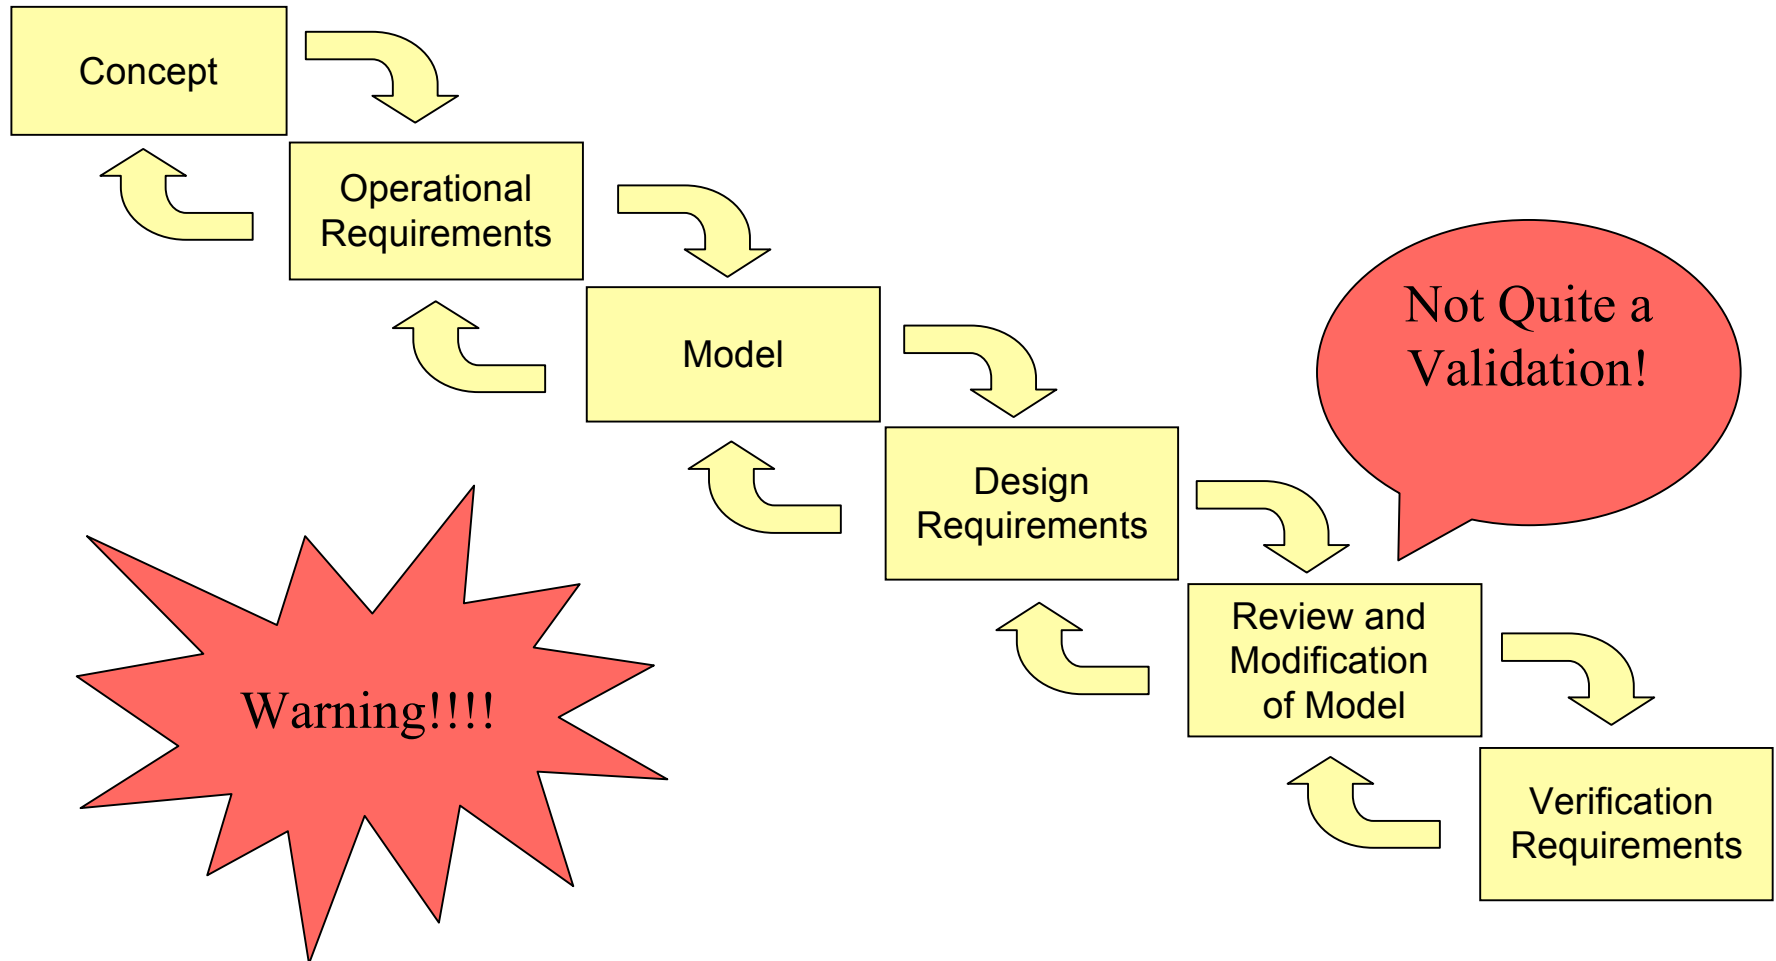 Concept
Operational
Requirements
Model
Not Quite a
Validation!
Design
Requirements
Warning!!!!
Review and
Modification
of Model
Verification
Requirements